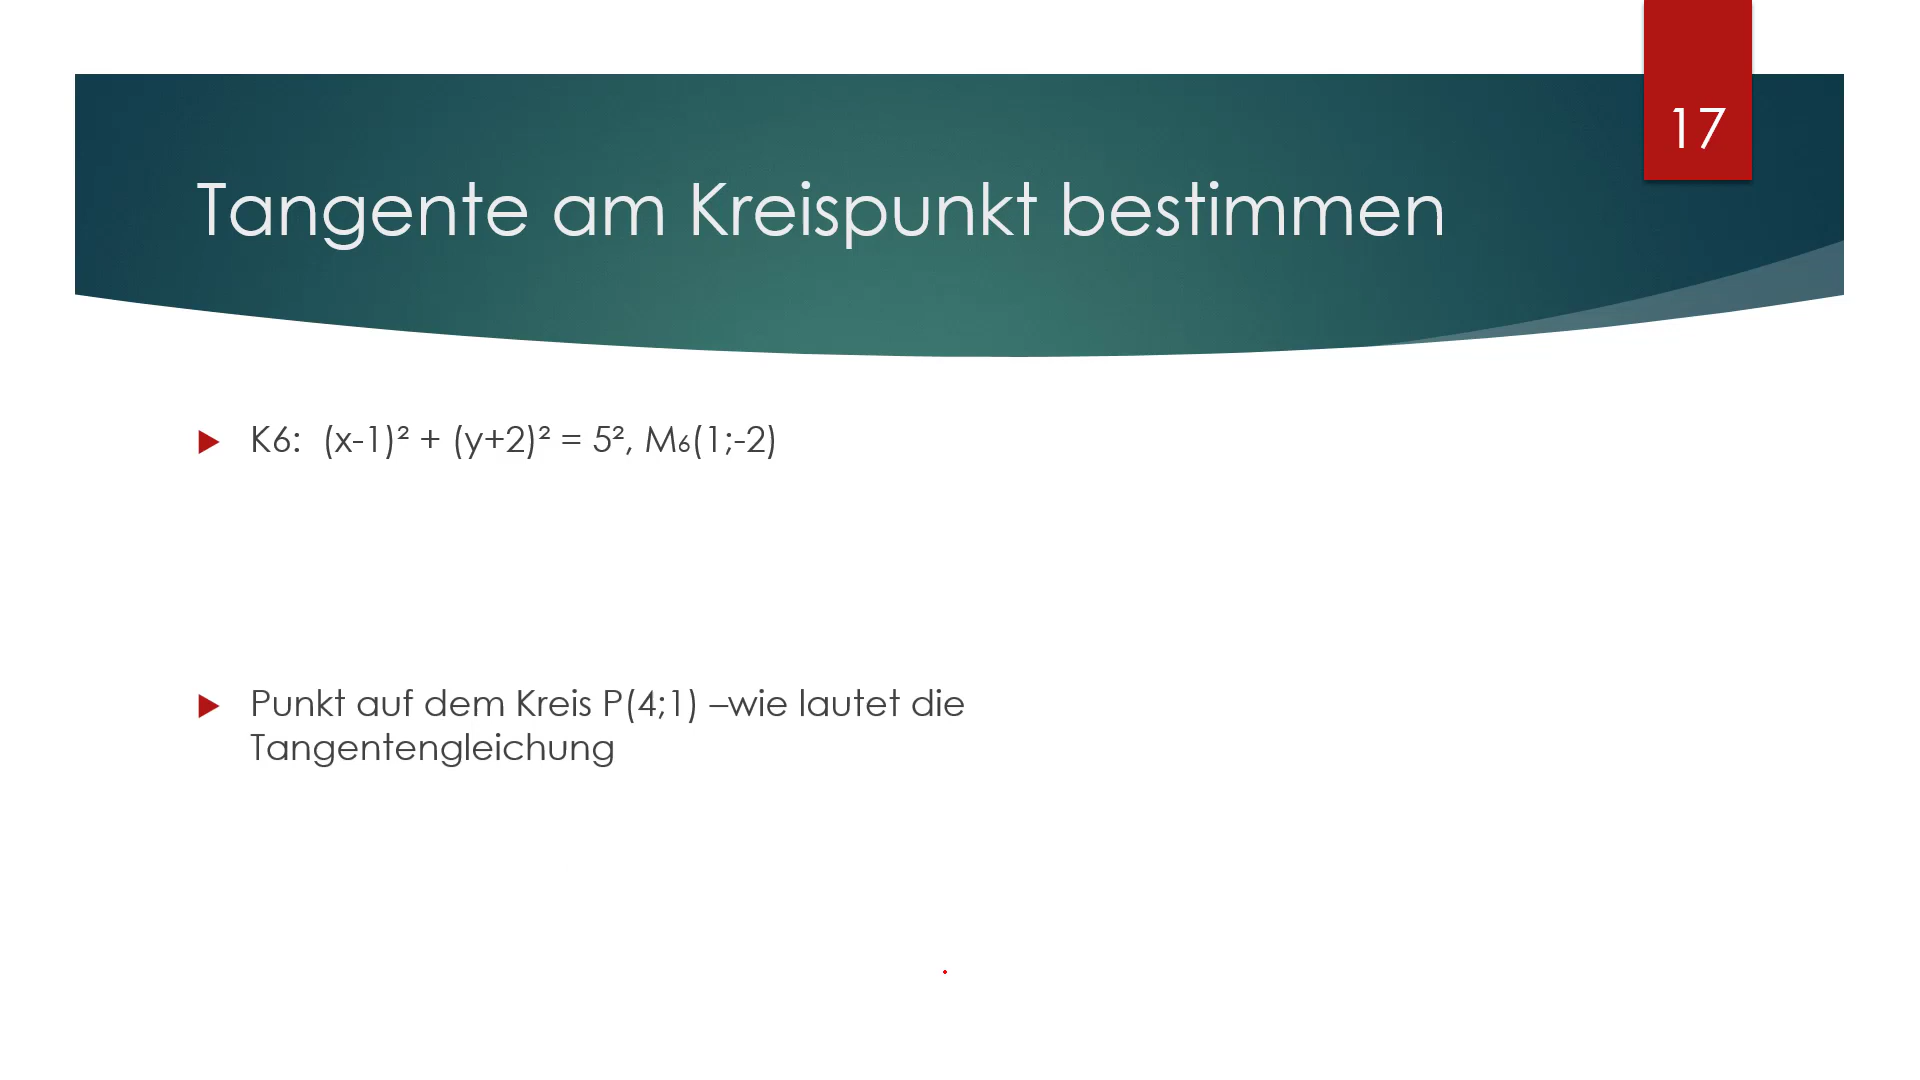 17
Tangente am Kreispunkt bestimmen
K6:  (x-1)² + (y+2)² = 5², M₆(1;-2)
Punkt auf dem Kreis P(4;1) –wie lautet die
Tangentengleichung